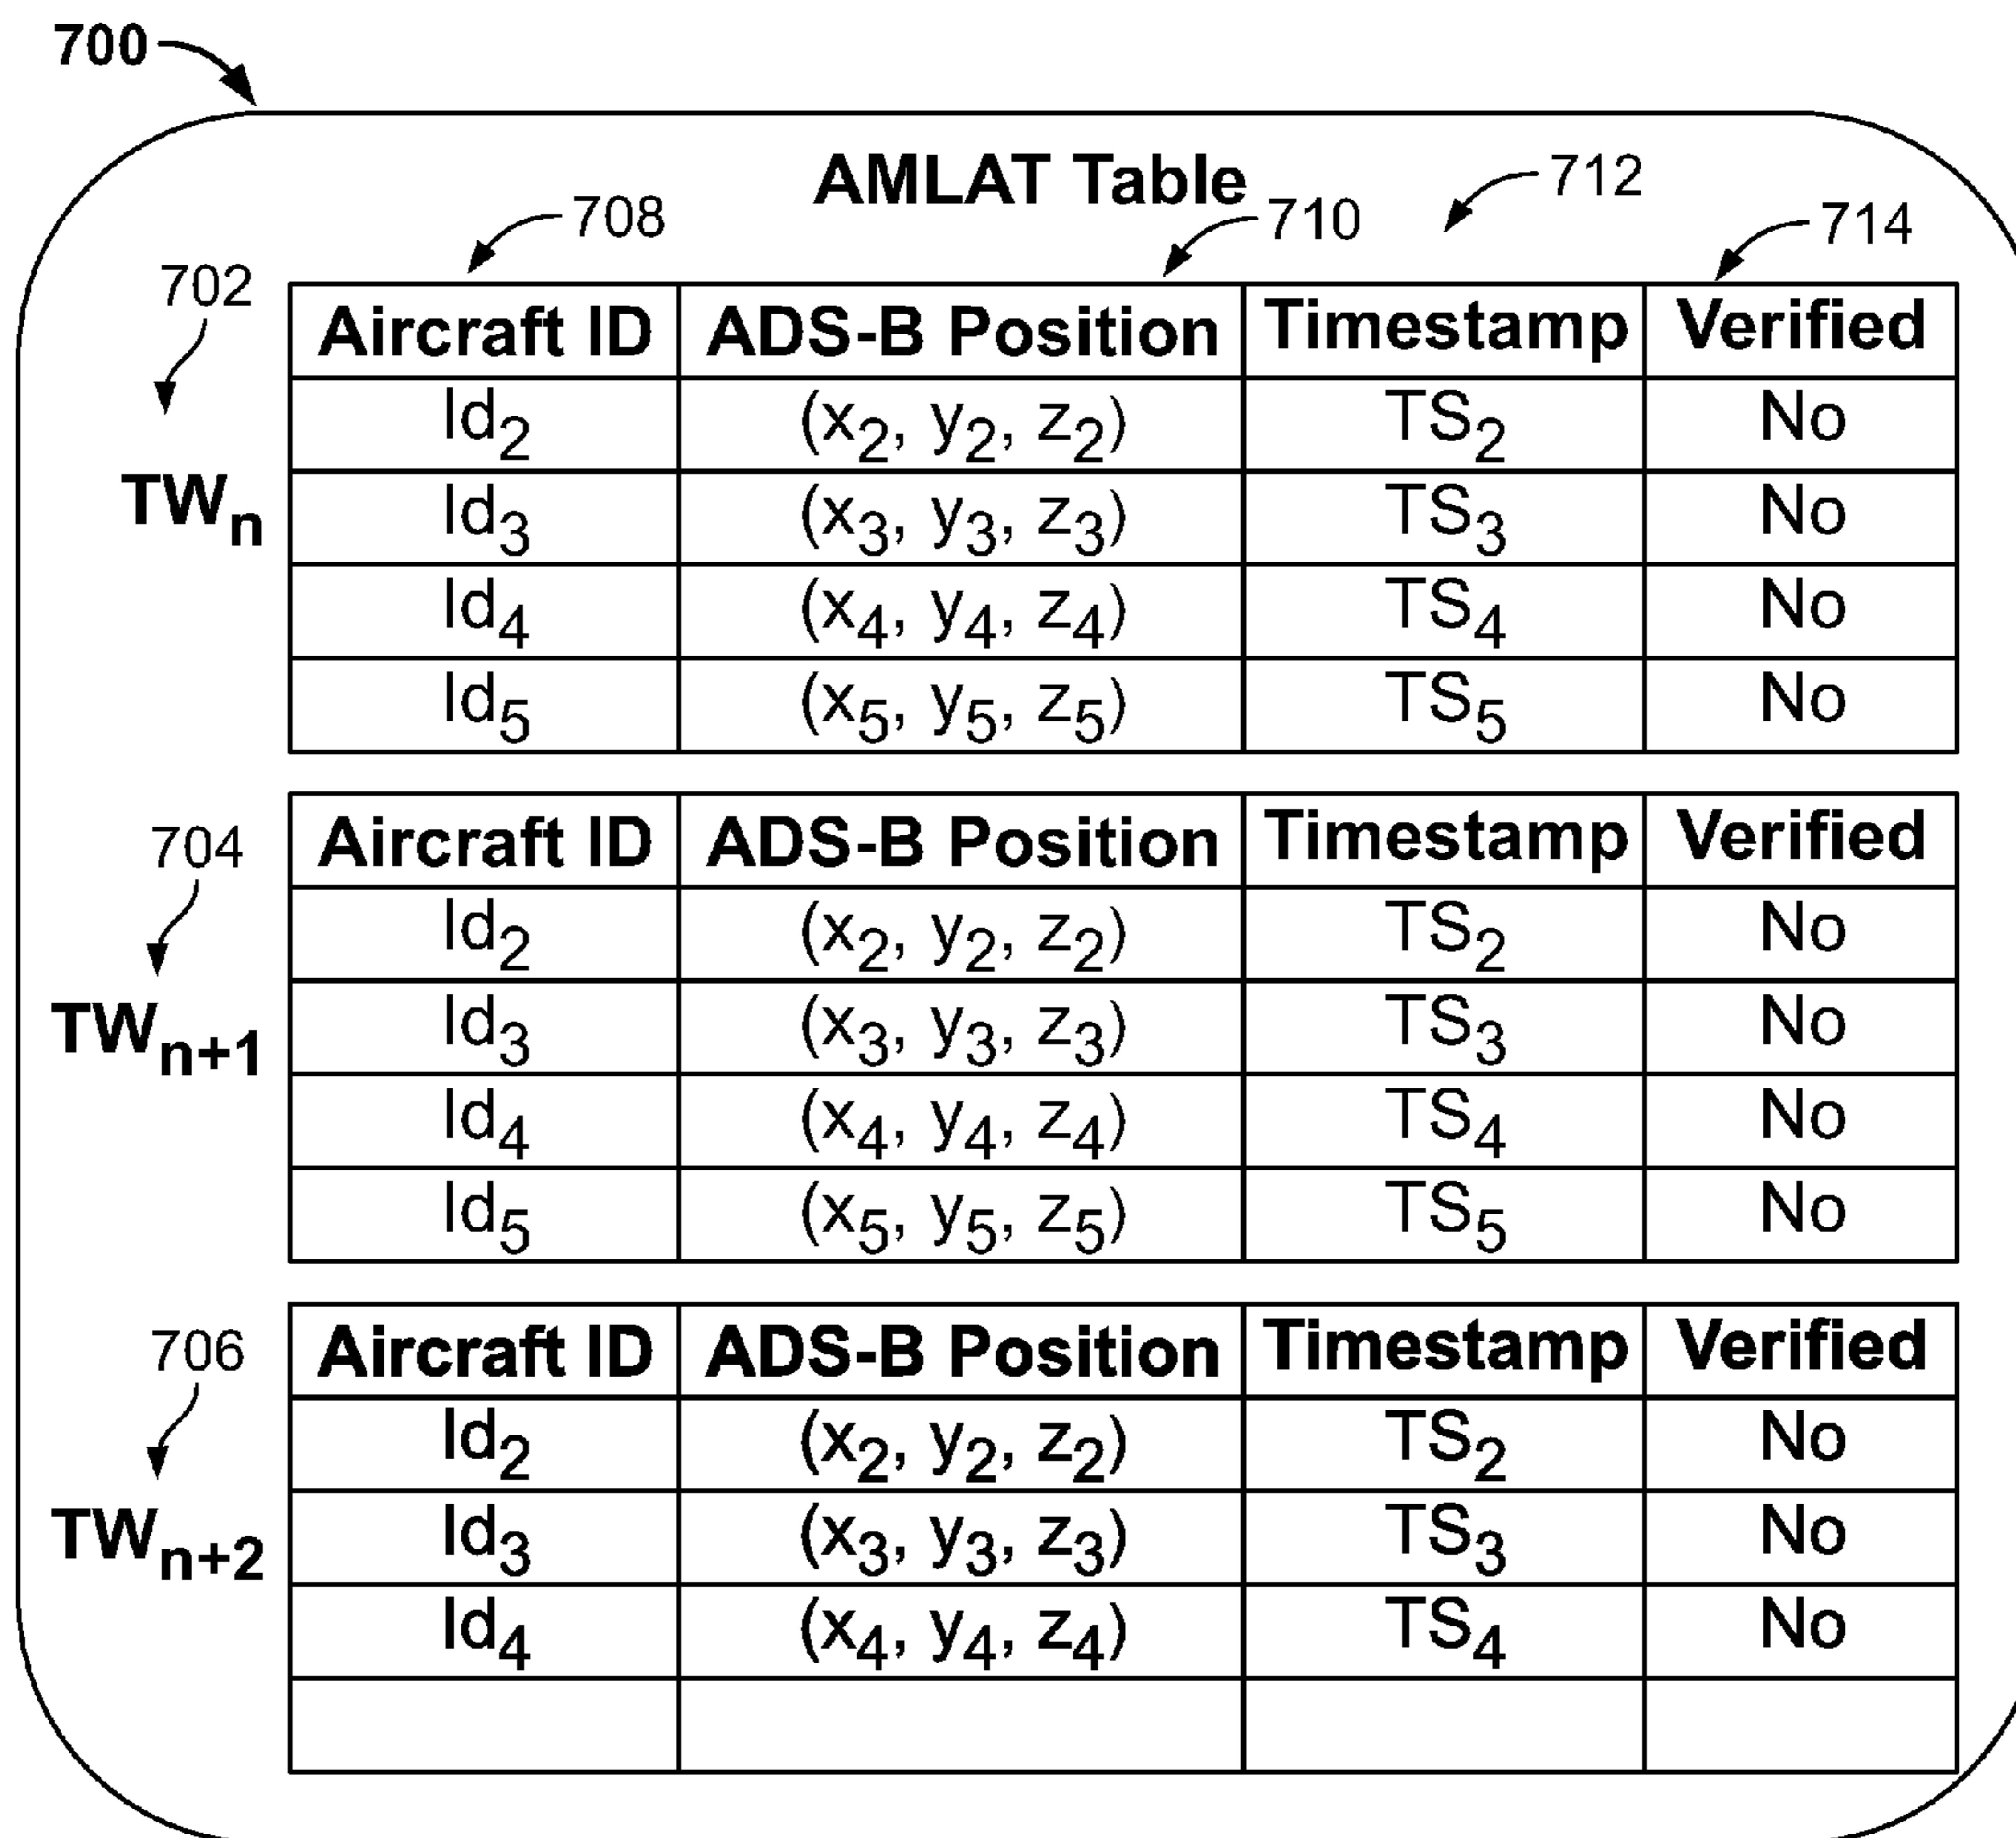 700
AMLAT Table
712
708
710
714
702
Aircraft ID ADS-B Position Timestamp Verified
Id₂ (x₂, y₂, z₂) TS₂ No
TWₙ
Id₃ (x₃, y₃, z₃) TS₃ No
Id₄ (x₄, y₄, z₄) TS₄ No
Id₅ (x₅, y₅, z₅) TS₅ No
704
Aircraft ID ADS-B Position Timestamp Verified
Id₂ (x₂, y₂, z₂) TS₂ No
TWₙ₊₁
Id₃ (x₃, y₃, z₃) TS₃ No
Id₄ (x₄, y₄, z₄) TS₄ No
Id₅ (x₅, y₅, z₅) TS₅ No
706
Aircraft ID ADS-B Position Timestamp Verified
Id₂ (x₂, y₂, z₂) TS₂ No
TWₙ₊₂
Id₃ (x₃, y₃, z₃) TS₃ No
Id₄ (x₄, y₄, z₄) TS₄ No